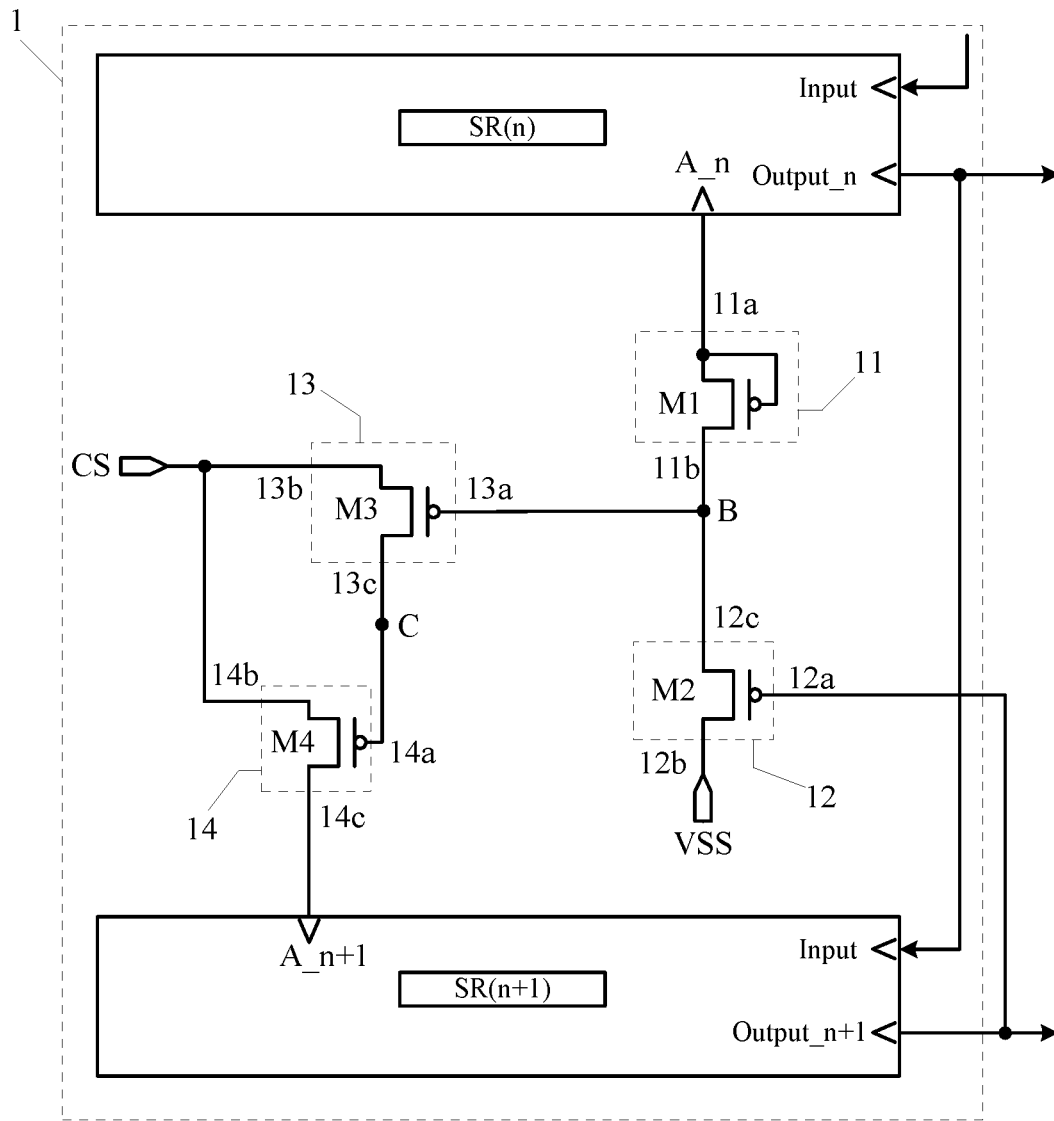 1
Input
SR(n)
A_n
Output_n
11a
11
M1
13
CS
13b
13a
11b
M3
B
13c
C
12c
14b
M2
12a
M4
14a
12b
12
14
14c
VSS
A_n+1
Input
SR(n+1)
Output_n+1